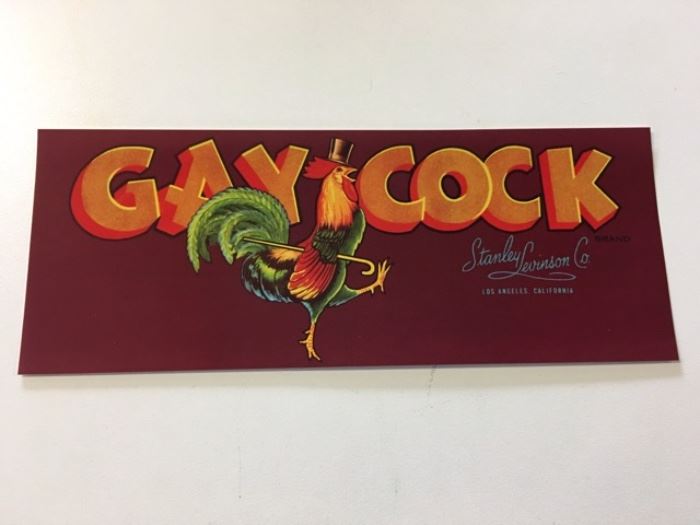 GAY COCK
BRAND
Stanley Levinson Co.
LOS ANGELES, CALIFORNIA